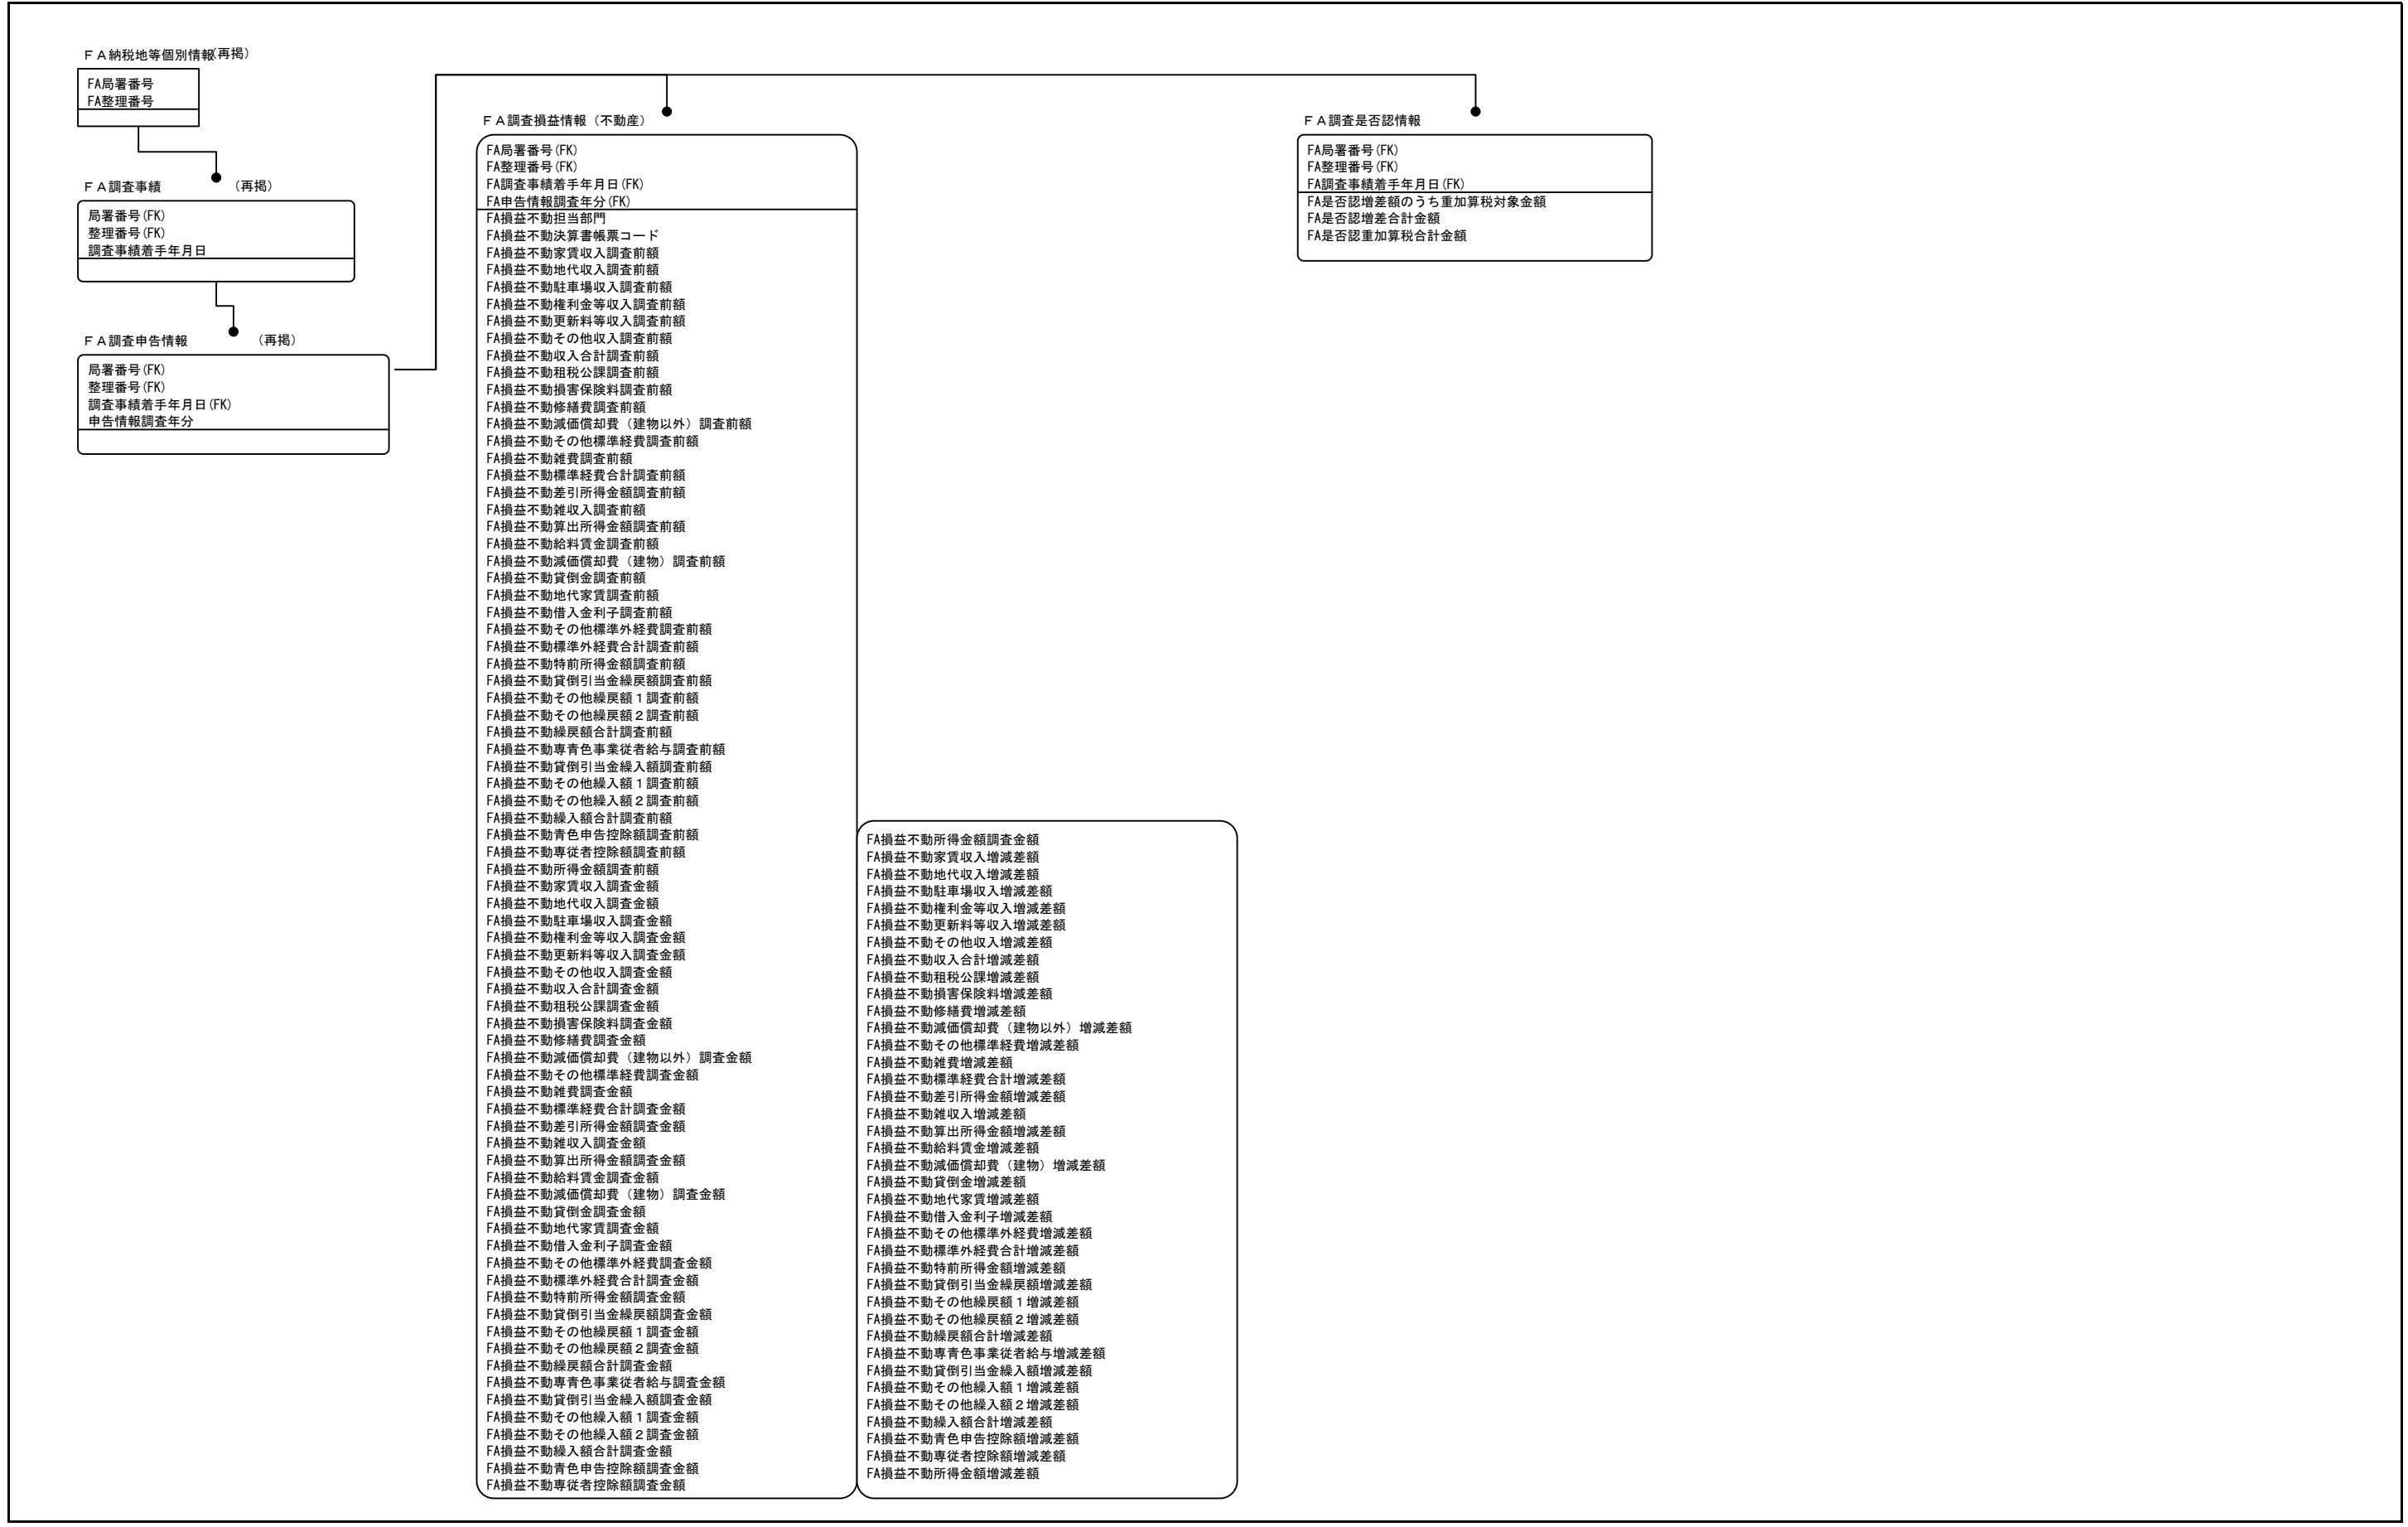 ＦＡ納税地等個別情報(再掲)
FA局署番号
FA整理番号
ＦＡ調査事績 (再掲)
局署番号(FK)
整理番号(FK)
調査事績着手年月日
ＦＡ調査申告情報 (再掲)
局署番号(FK)
整理番号(FK)
調査事績着手年月日(FK)
申告情報調査年分
ＦＡ調査損益情報（不動産）
FA局署番号(FK)
FA整理番号(FK)
FA調査事績着手年月日(FK)
FA申告情報調査年分(FK)
FA損益不動担当部門
FA損益不動決算書帳票コード
FA損益不動家賃収入調査前額
FA損益不動地代収入調査前額
FA損益不動駐車場収入調査前額
FA損益不動権利金等収入調査前額
FA損益不動更新料等収入調査前額
FA損益不動その他収入調査前額
FA損益不動収入合計調査前額
FA損益不動租税公課調査前額
FA損益不動損害保険料調査前額
FA損益不動修繕費調査前額
FA損益不動減価償却費（建物以外）調査前額
FA損益不動その他標準経費調査前額
FA損益不動雑費調査前額
FA損益不動標準経費合計調査前額
FA損益不動差引所得金額調査前額
FA損益不動雑収入調査前額
FA損益不動算出所得金額調査前額
FA損益不動給料賃金調査前額
FA損益不動減価償却費（建物）調査前額
FA損益不動貸倒金調査前額
FA損益不動地代家賃調査前額
FA損益不動借入金利子調査前額
FA損益不動その他標準外経費調査前額
FA損益不動標準外経費合計調査前額
FA損益不動特前所得金額調査前額
FA損益不動貸倒引当金繰戻額調査前額
FA損益不動その他繰戻額１調査前額
FA損益不動その他繰戻額２調査前額
FA損益不動繰戻額合計調査前額
FA損益不動専青色事業従者給与調査前額
FA損益不動貸倒引当金繰入額調査前額
FA損益不動その他繰入額１調査前額
FA損益不動その他繰入額２調査前額
FA損益不動繰入額合計調査前額
FA損益不動青色申告控除額調査前額
FA損益不動専従者控除額調査前額
FA損益不動所得金額調査前額
FA損益不動家賃収入調査金額
FA損益不動地代収入調査金額
FA損益不動駐車場収入調査金額
FA損益不動権利金等収入調査金額
FA損益不動更新料等収入調査金額
FA損益不動その他収入調査金額
FA損益不動収入合計調査金額
FA損益不動租税公課調査金額
FA損益不動損害保険料調査金額
FA損益不動修繕費調査金額
FA損益不動減価償却費（建物以外）調査金額
FA損益不動その他標準経費調査金額
FA損益不動雑費調査金額
FA損益不動標準経費合計調査金額
FA損益不動差引所得金額調査金額
FA損益不動雑収入調査金額
FA損益不動算出所得金額調査金額
FA損益不動給料賃金調査金額
FA損益不動減価償却費（建物）調査金額
FA損益不動貸倒金調査金額
FA損益不動地代家賃調査金額
FA損益不動借入金利子調査金額
FA損益不動その他標準外経費調査金額
FA損益不動標準外経費合計調査金額
FA損益不動特前所得金額調査金額
FA損益不動貸倒引当金繰戻額調査金額
FA損益不動その他繰戻額１調査金額
FA損益不動その他繰戻額２調査金額
FA損益不動繰戻額合計調査金額
FA損益不動専青色事業従者給与調査金額
FA損益不動貸倒引当金繰入額調査金額
FA損益不動その他繰入額１調査金額
FA損益不動その他繰入額２調査金額
FA損益不動繰入額合計調査金額
FA損益不動青色申告控除額調査金額
FA損益不動専従者控除額調査金額
FA損益不動所得金額調査金額
FA損益不動家賃収入増減差額
FA損益不動地代収入増減差額
FA損益不動駐車場収入増減差額
FA損益不動権利金等収入増減差額
FA損益不動更新料等収入増減差額
FA損益不動その他収入増減差額
FA損益不動収入合計増減差額
FA損益不動租税公課増減差額
FA損益不動損害保険料増減差額
FA損益不動修繕費増減差額
FA損益不動減価償却費（建物以外）増減差額
FA損益不動その他標準経費増減差額
FA損益不動雑費増減差額
FA損益不動標準経費合計増減差額
FA損益不動差引所得金額増減差額
FA損益不動雑収入増減差額
FA損益不動算出所得金額増減差額
FA損益不動給料賃金増減差額
FA損益不動減価償却費（建物）増減差額
FA損益不動貸倒金増減差額
FA損益不動地代家賃増減差額
FA損益不動借入金利子増減差額
FA損益不動その他標準外経費増減差額
FA損益不動標準外経費合計増減差額
FA損益不動特前所得金額増減差額
FA損益不動貸倒引当金繰戻額増減差額
FA損益不動その他繰戻額１増減差額
FA損益不動その他繰戻額２増減差額
FA損益不動繰戻額合計増減差額
FA損益不動専青色事業従者給与増減差額
FA損益不動貸倒引当金繰入額増減差額
FA損益不動その他繰入額１増減差額
FA損益不動その他繰入額２増減差額
FA損益不動繰入額合計増減差額
FA損益不動青色申告控除額増減差額
FA損益不動専従者控除額増減差額
FA損益不動所得金額増減差額
ＦＡ調査是否認情報
FA局署番号(FK)
FA整理番号(FK)
FA調査事績着手年月日(FK)
FA是否認増差額のうち重加算税対象金額
FA是否認増差合計金額
FA是否認重加算税合計金額